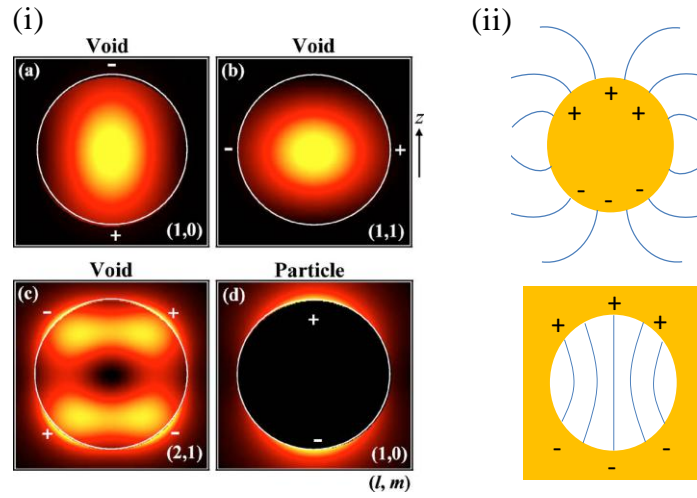 (i)
Void
Void
(a)
-
+
(1,0)
(b)
-
+
(1,1)
z
Void
Particle
(c)
-
+
+
-
(2,1)
(d)
+
-
(1,0)
(l, m)
(ii)
+
+ +
- -
-
+
+ +
- -
-